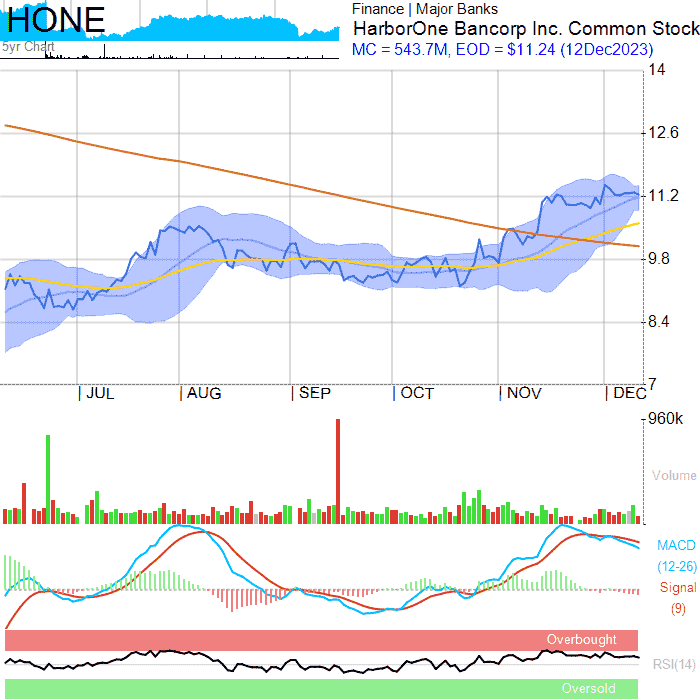 HONE
5yr Chart
Finance | Major Banks
HarborOne Bancorp Inc. Common Stock
MC = 543.7M, EOD = $11.24 (12Dec2023)
14
12.6
11.2
9.8
8.4
7
JUL AUG SEP OCT NOV DEC
960k
Volume
MACD
(12-26)
Signal
(9)
Overbought
RSI(14)
Oversold